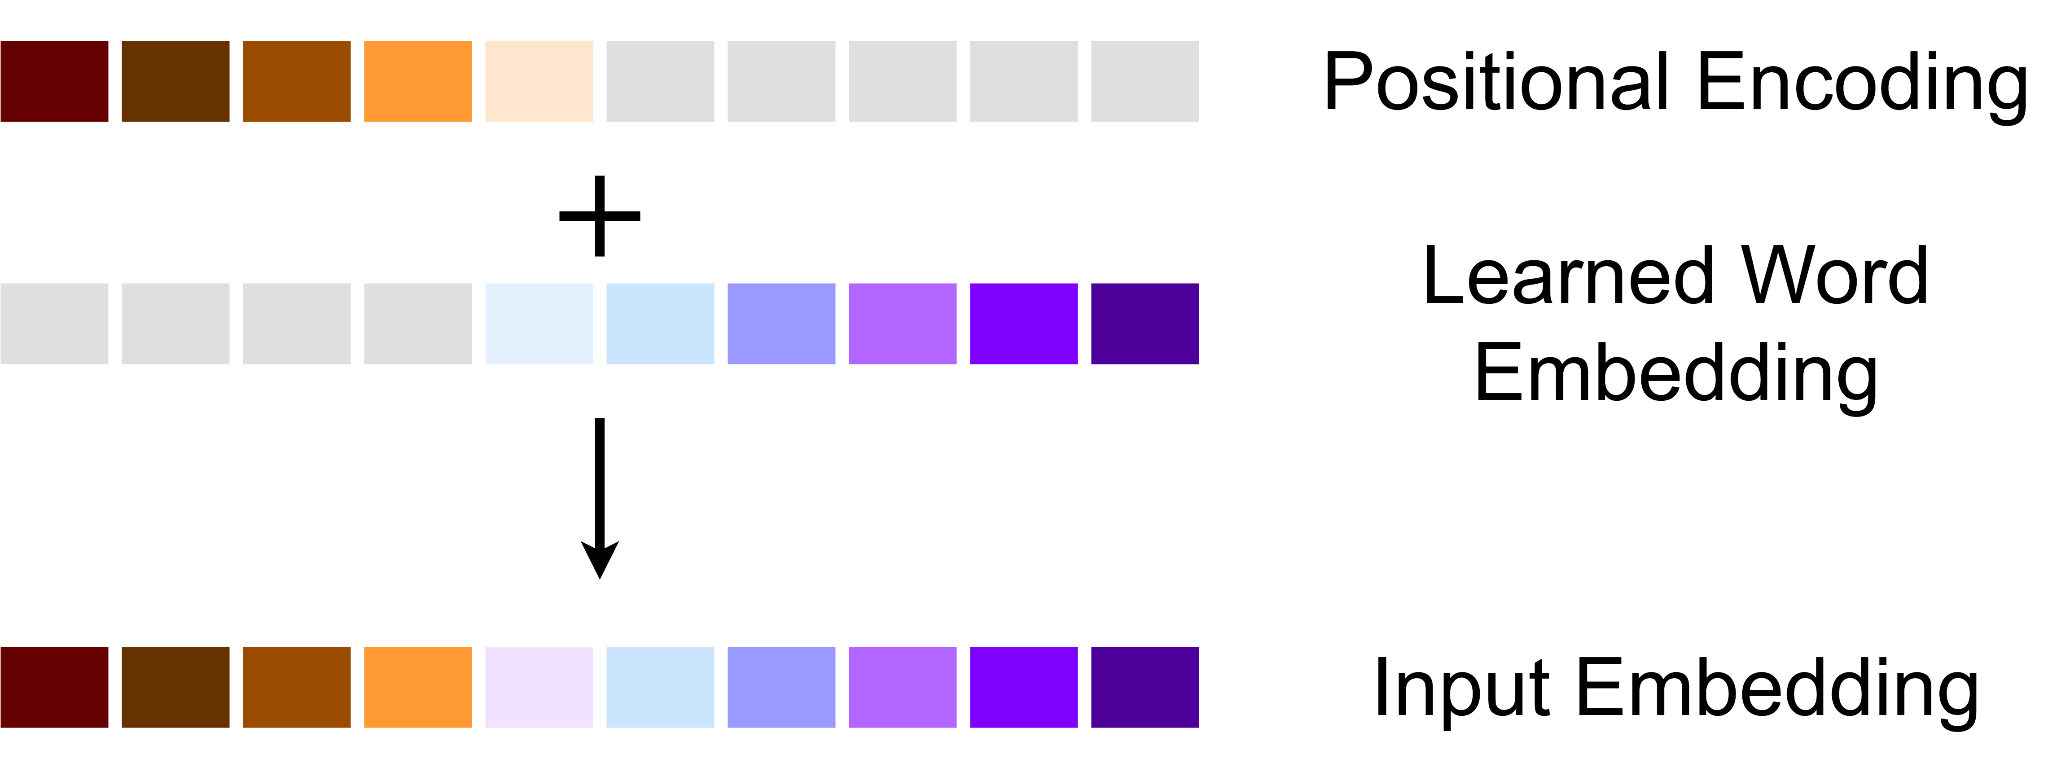 Positional Encoding
+
Learned Word
Embedding
Input Embedding